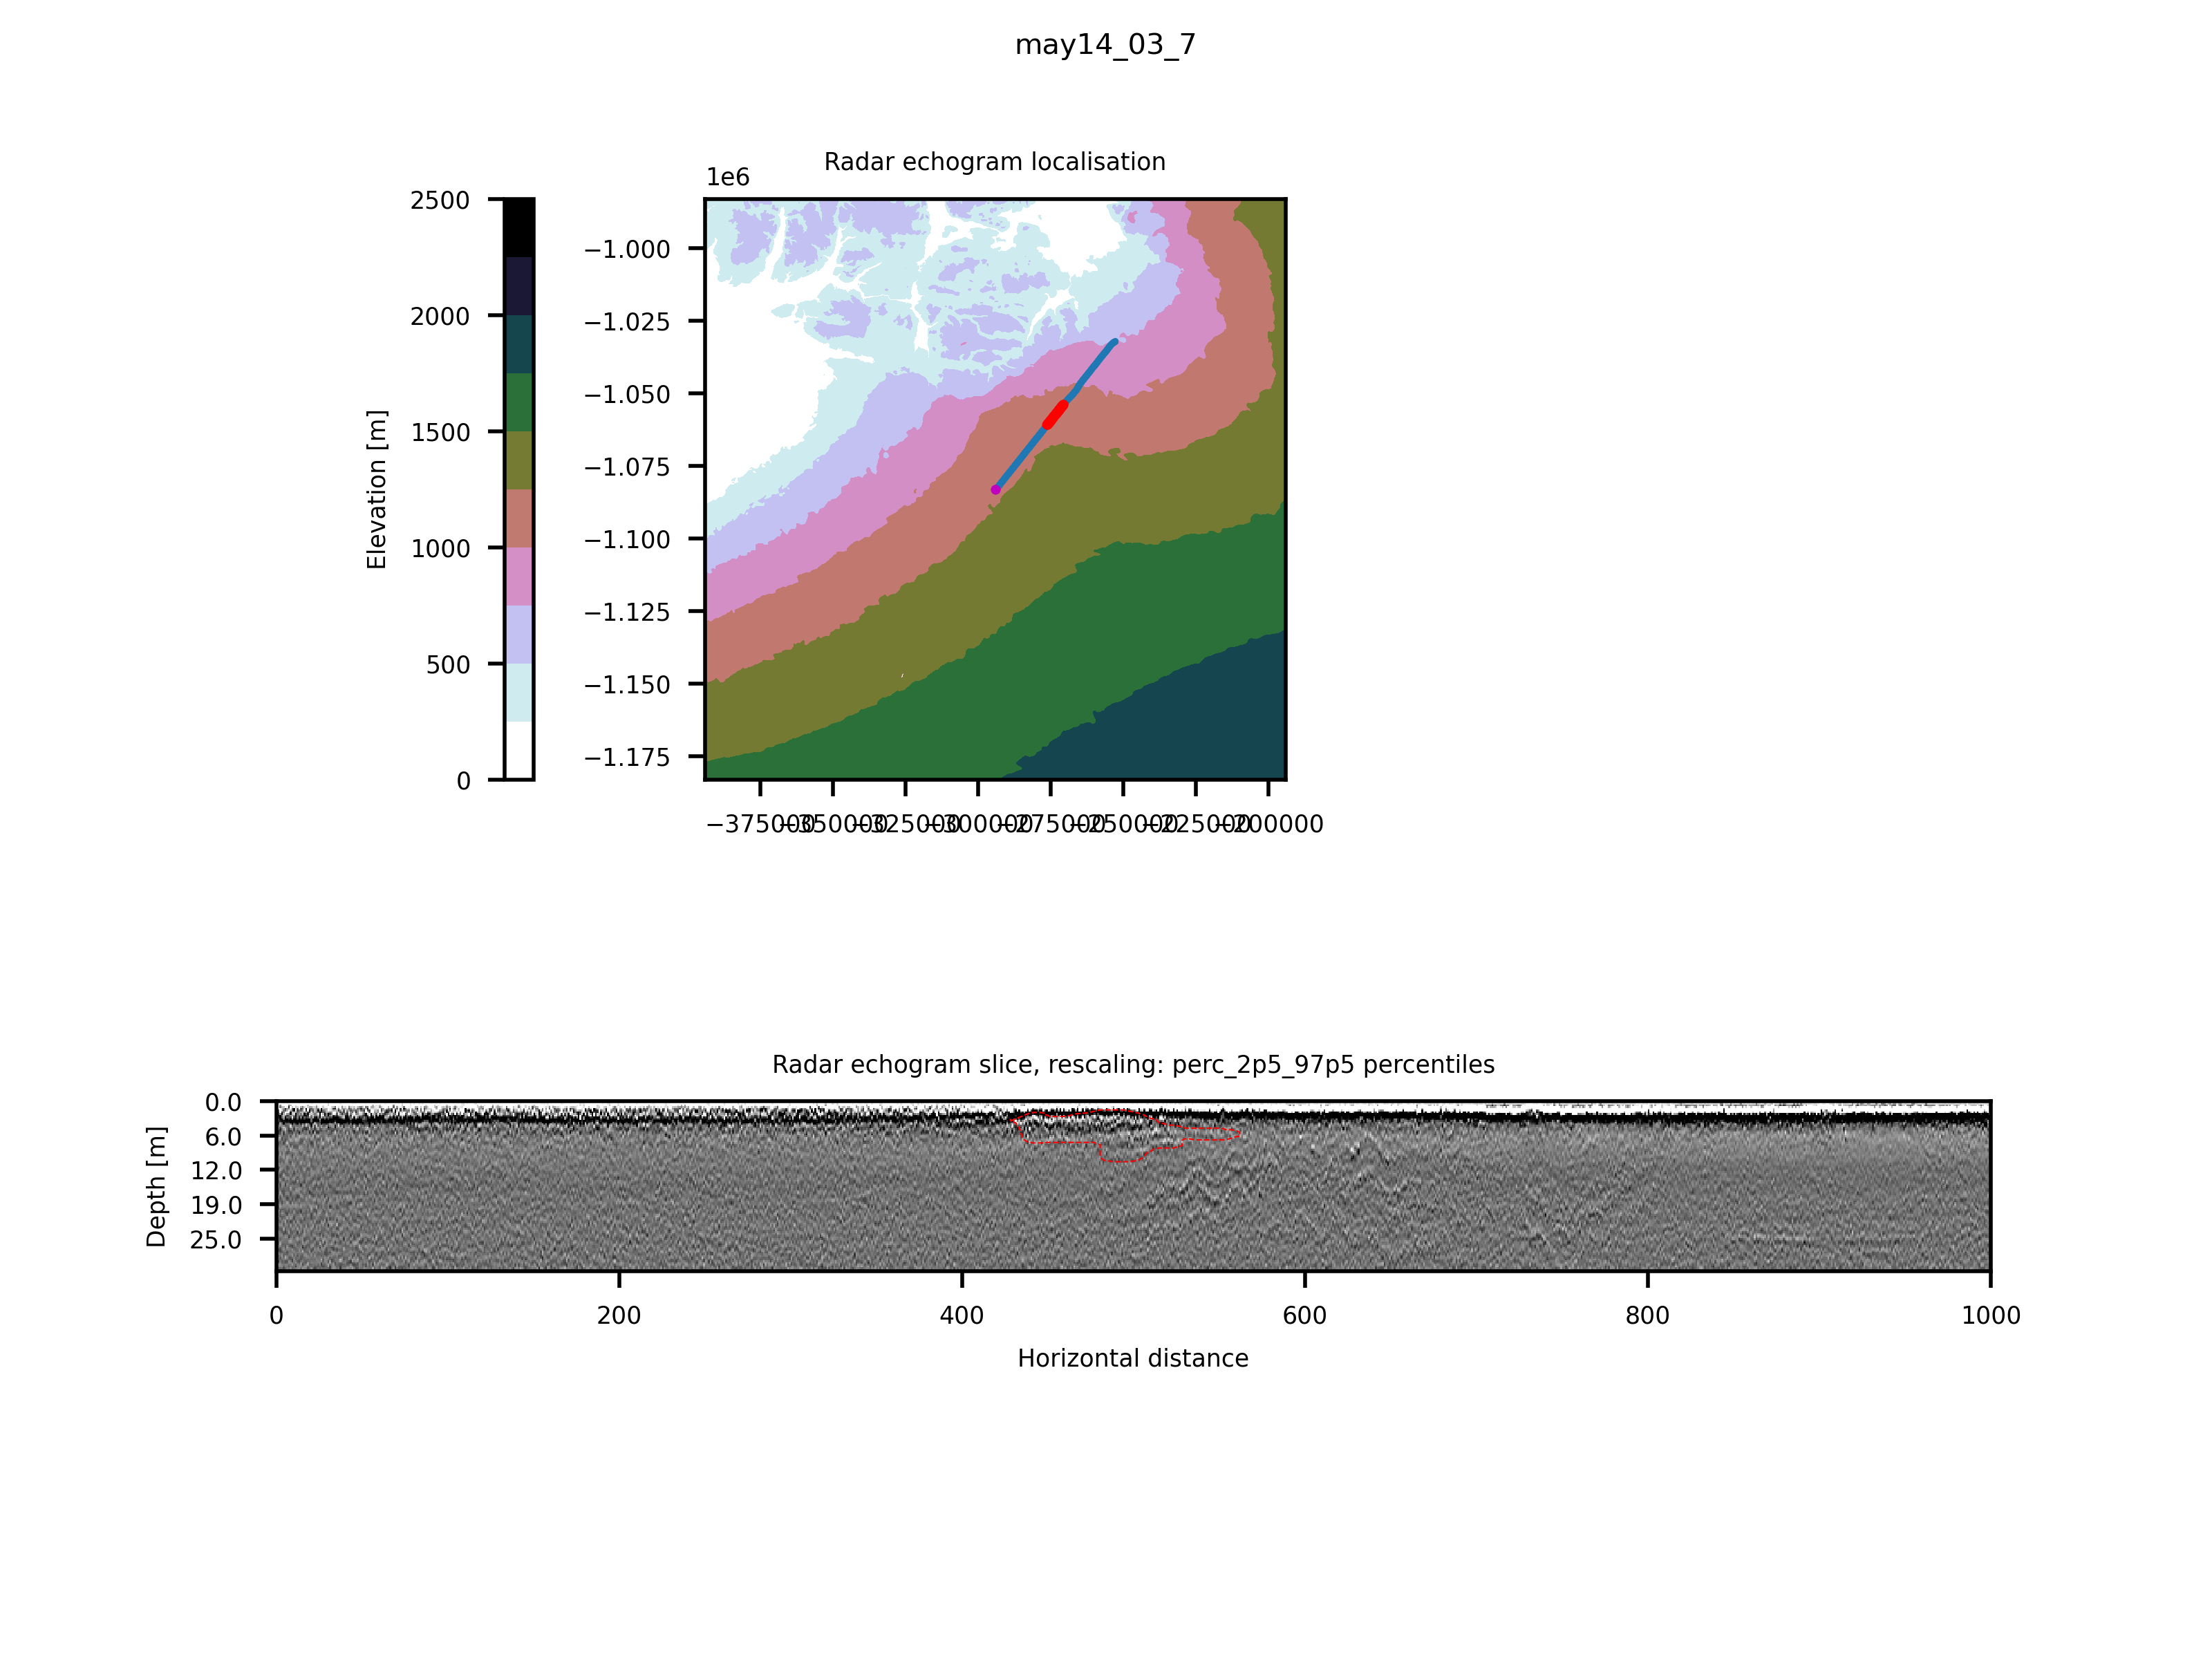 may14_03_7
Radar echogram localisation
1e6
2500
2000
1500
1000
500
0
Elevation [m]
−1.000
−1.025
−1.050
−1.075
−1.100
−1.125
−1.150
−1.175
−375000 −350000 −325000 −300000 −275000 −250000 −225000 −200000
Radar echogram slice, rescaling: perc_2p5_97p5 percentiles
0.0
6.0
12.0
19.0
25.0
Depth [m]
0 200 400 600 800 1000
Horizontal distance